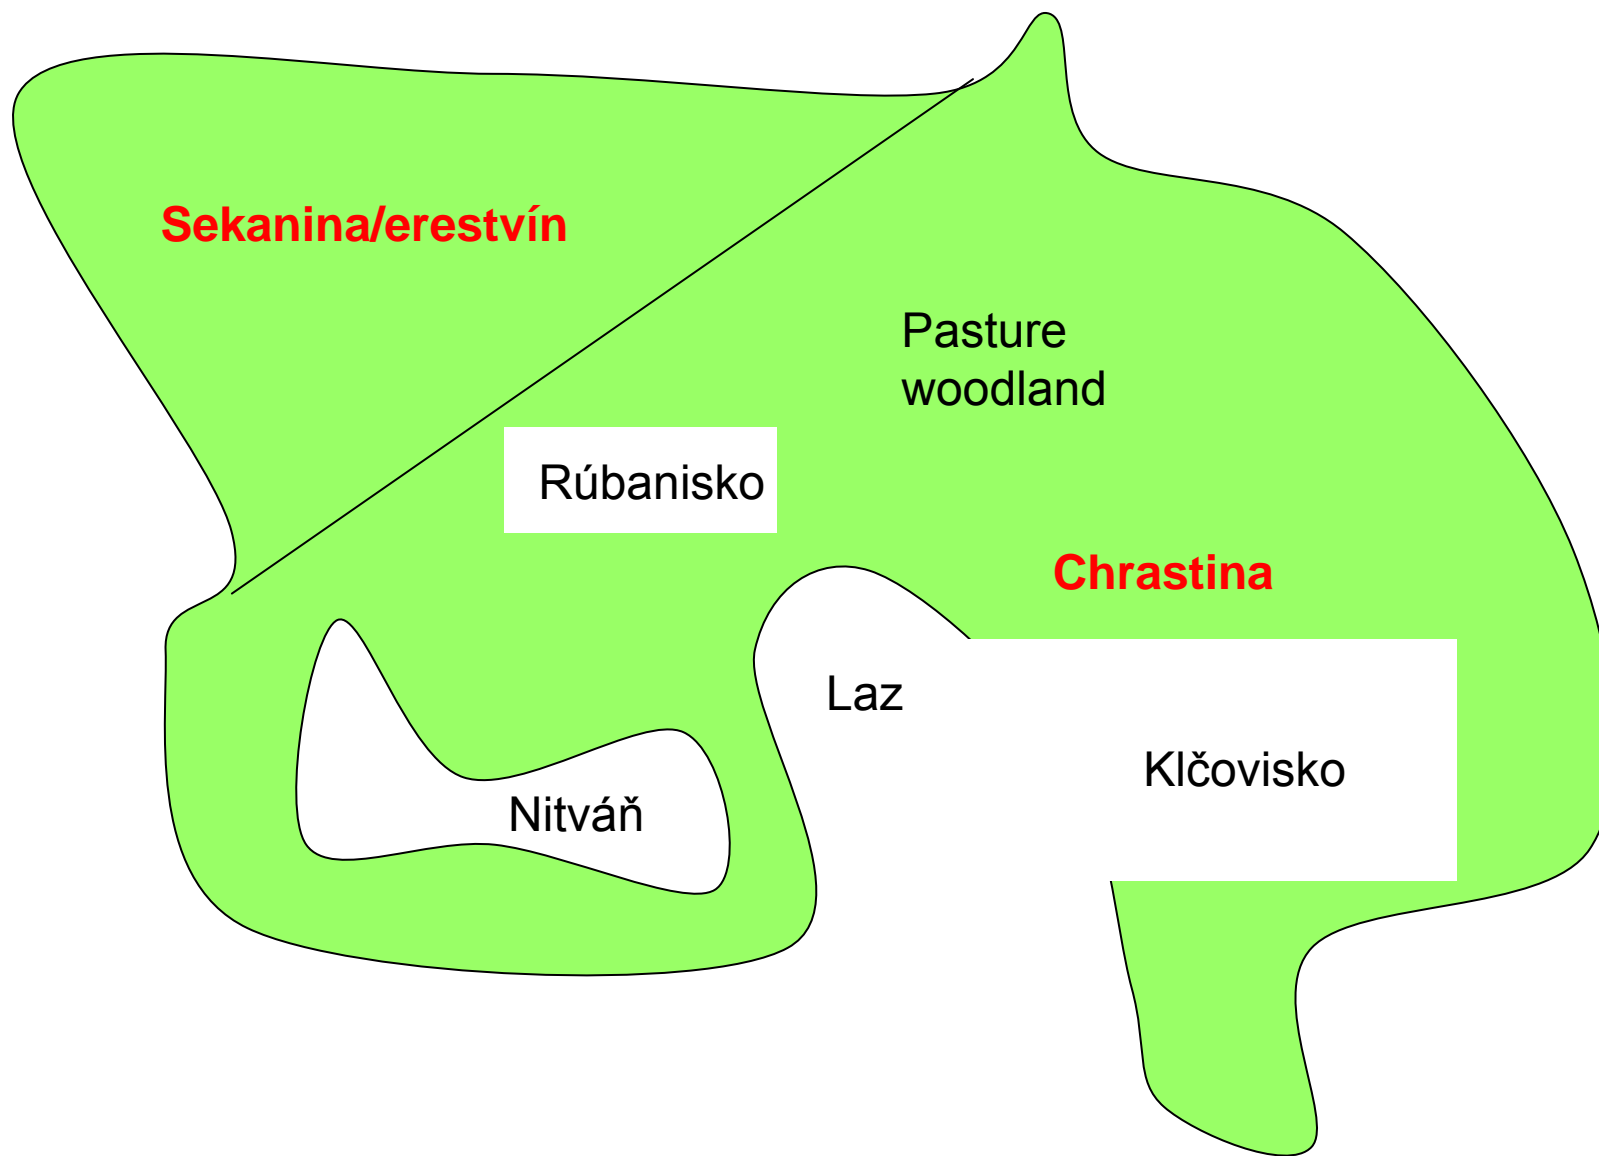 Sekanina/erestvín
Pasture
woodland
Rúbanisko
Chrastina
Laz
Klčovisko
Nitváň